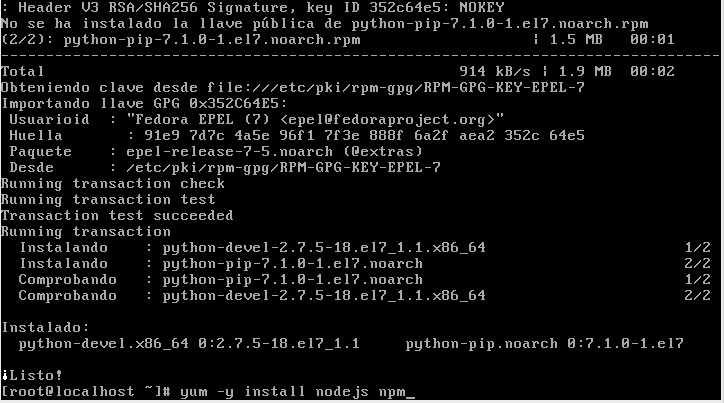 : Header V3 RSA/SHA256 Signature, key ID 352c64e5: NOKEY
No se ha instalado la llave pública de python-pip-7.1.0-1.el7.noarch.rpm
(2/2): python-pip-7.1.0-1.el7.noarch.rpm | 1.5 MB 00:01
--------------------------------------------------------------------------------
Total 914 kB/s | 1.9 MB 00:02
Obteniendo clave desde file:///etc/pki/rpm-gpg/RPM-GPG-KEY-EPEL-7
Importando llave GPG 0x352C64E5:
 Usuarioid : "Fedora EPEL (7) <epel@fedoraproject.org>"
 Huella : 91e9 7d7c 4a5e 96f1 7f3e 888f 6a2f aea2 352c 64e5
 Paquete : epel-release-7-5.noarch (@extras)
 Desde : /etc/pki/rpm-gpg/RPM-GPG-KEY-EPEL-7
Running transaction check
Running transaction test
Transaction test succeeded
Running transaction
  Instalando : python-devel-2.7.5-18.el7_1.1.x86_64 1/2
  Instalando : python-pip-7.1.0-1.el7.noarch 2/2
  Comprobando : python-pip-7.1.0-1.el7.noarch 1/2
  Comprobando : python-devel-2.7.5-18.el7_1.1.x86_64 2/2
Instalado:
  python-devel.x86_64 0:2.7.5-18.el7_1.1 python-pip.noarch 0:7.1.0-1.el7
¡Listo!
[root@localhost ~]# yum -y install nodejs npm_